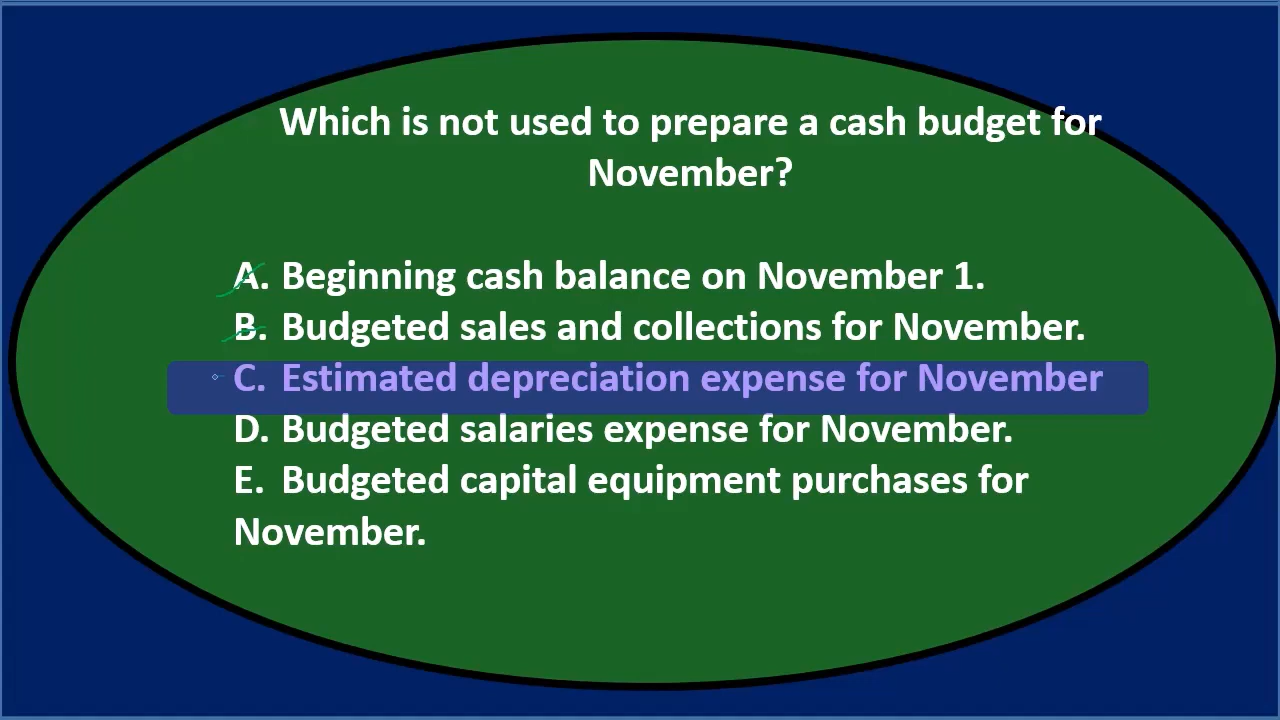 Which is not used to prepare a cash budget for
November?
A. Beginning cash balance on November 1.
B. Budgeted sales and collections for November.
C. Estimated depreciation expense for November
D. Budgeted salaries expense for November.
E. Budgeted capital equipment purchases for
November.